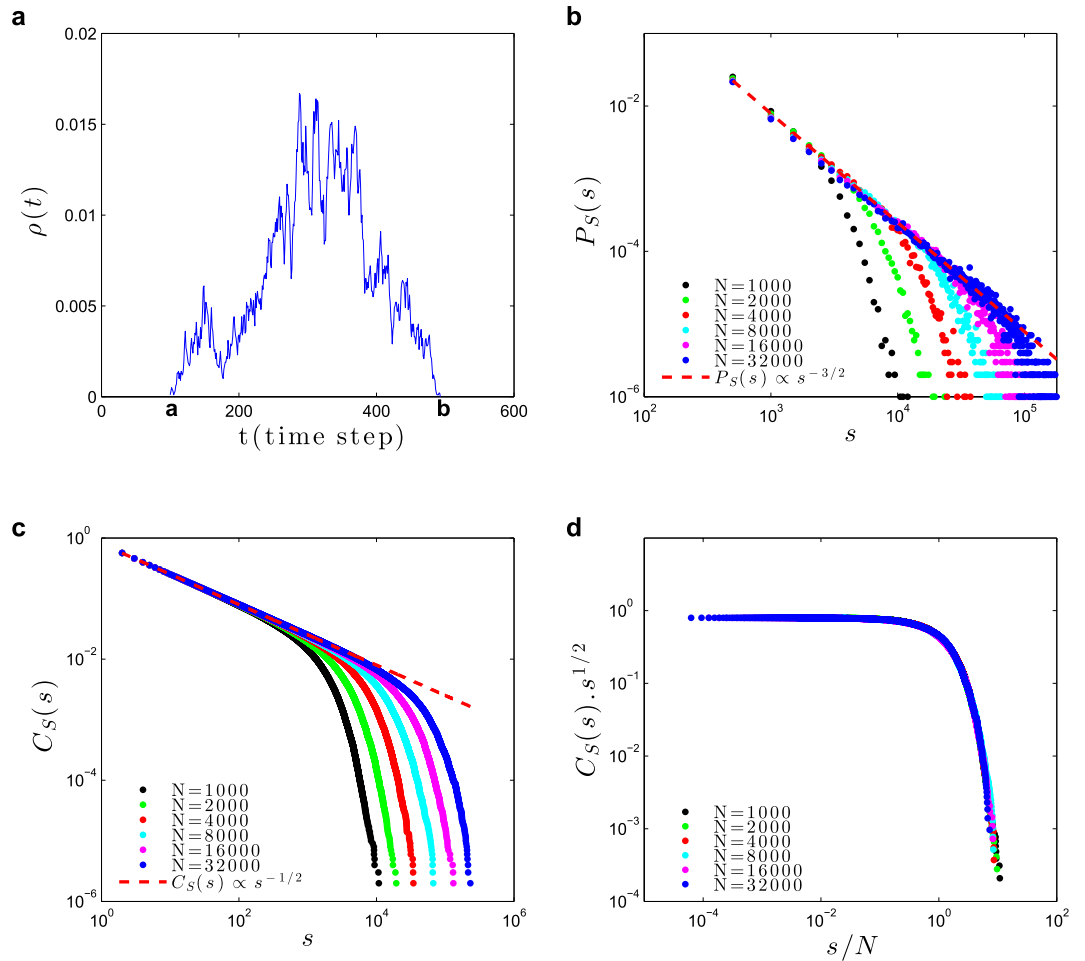 a
0.02
0.015
0.01
0.005
0
ρ(t)
0 a 200 400 b 600
t(time step)
b
10^-2
10^-4
10^-6
P_S(s)
N=1000
N=2000
N=4000
N=8000
N=16000
N=32000
P_S(s) ∝ s^-3/2
10^2 10^3 10^4 10^5
s
c
10^0
10^-2
10^-4
10^-6
C_S(s)
N=1000
N=2000
N=4000
N=8000
N=16000
N=32000
C_S(s) ∝ s^-1/2
10^0 10^2 10^4 10^6
s
d
10^0
10^-1
10^-2
10^-3
10^-4
C_S(s).s^1/2
N=1000
N=2000
N=4000
N=8000
N=16000
N=32000
10^-4 10^-2 10^0 10^2
s/N